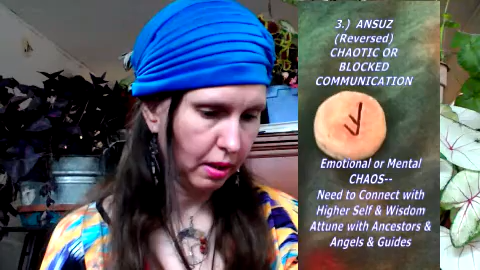 3.) ANSUZ
(Reversed)
CHAOTIC OR
BLOCKED
COMMUNICATION
Emotional or Mental
CHAOS--
Need to Connect with
Higher Self & Wisdom
Attune with Ancestors &
Angels & Guides